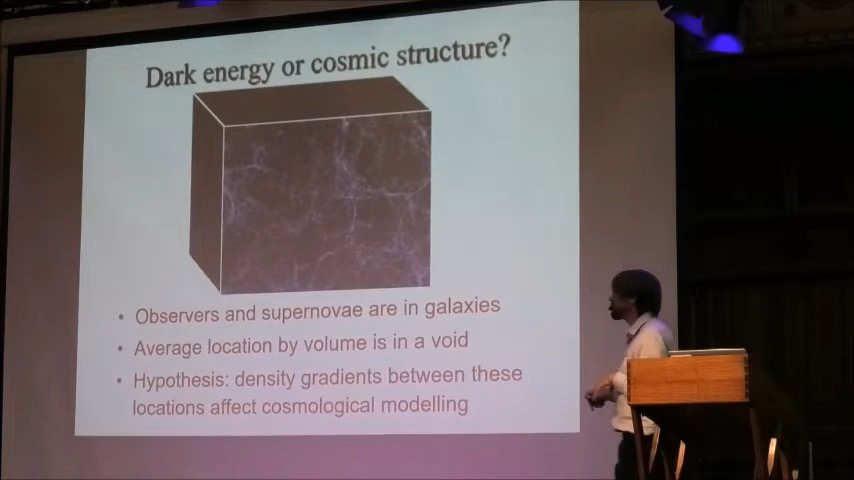 Dark energy or cosmic structure?
• Observers and supernovae are in galaxies
• Average location by volume is in a void
• Hypothesis: density gradients between these
locations affect cosmological modelling